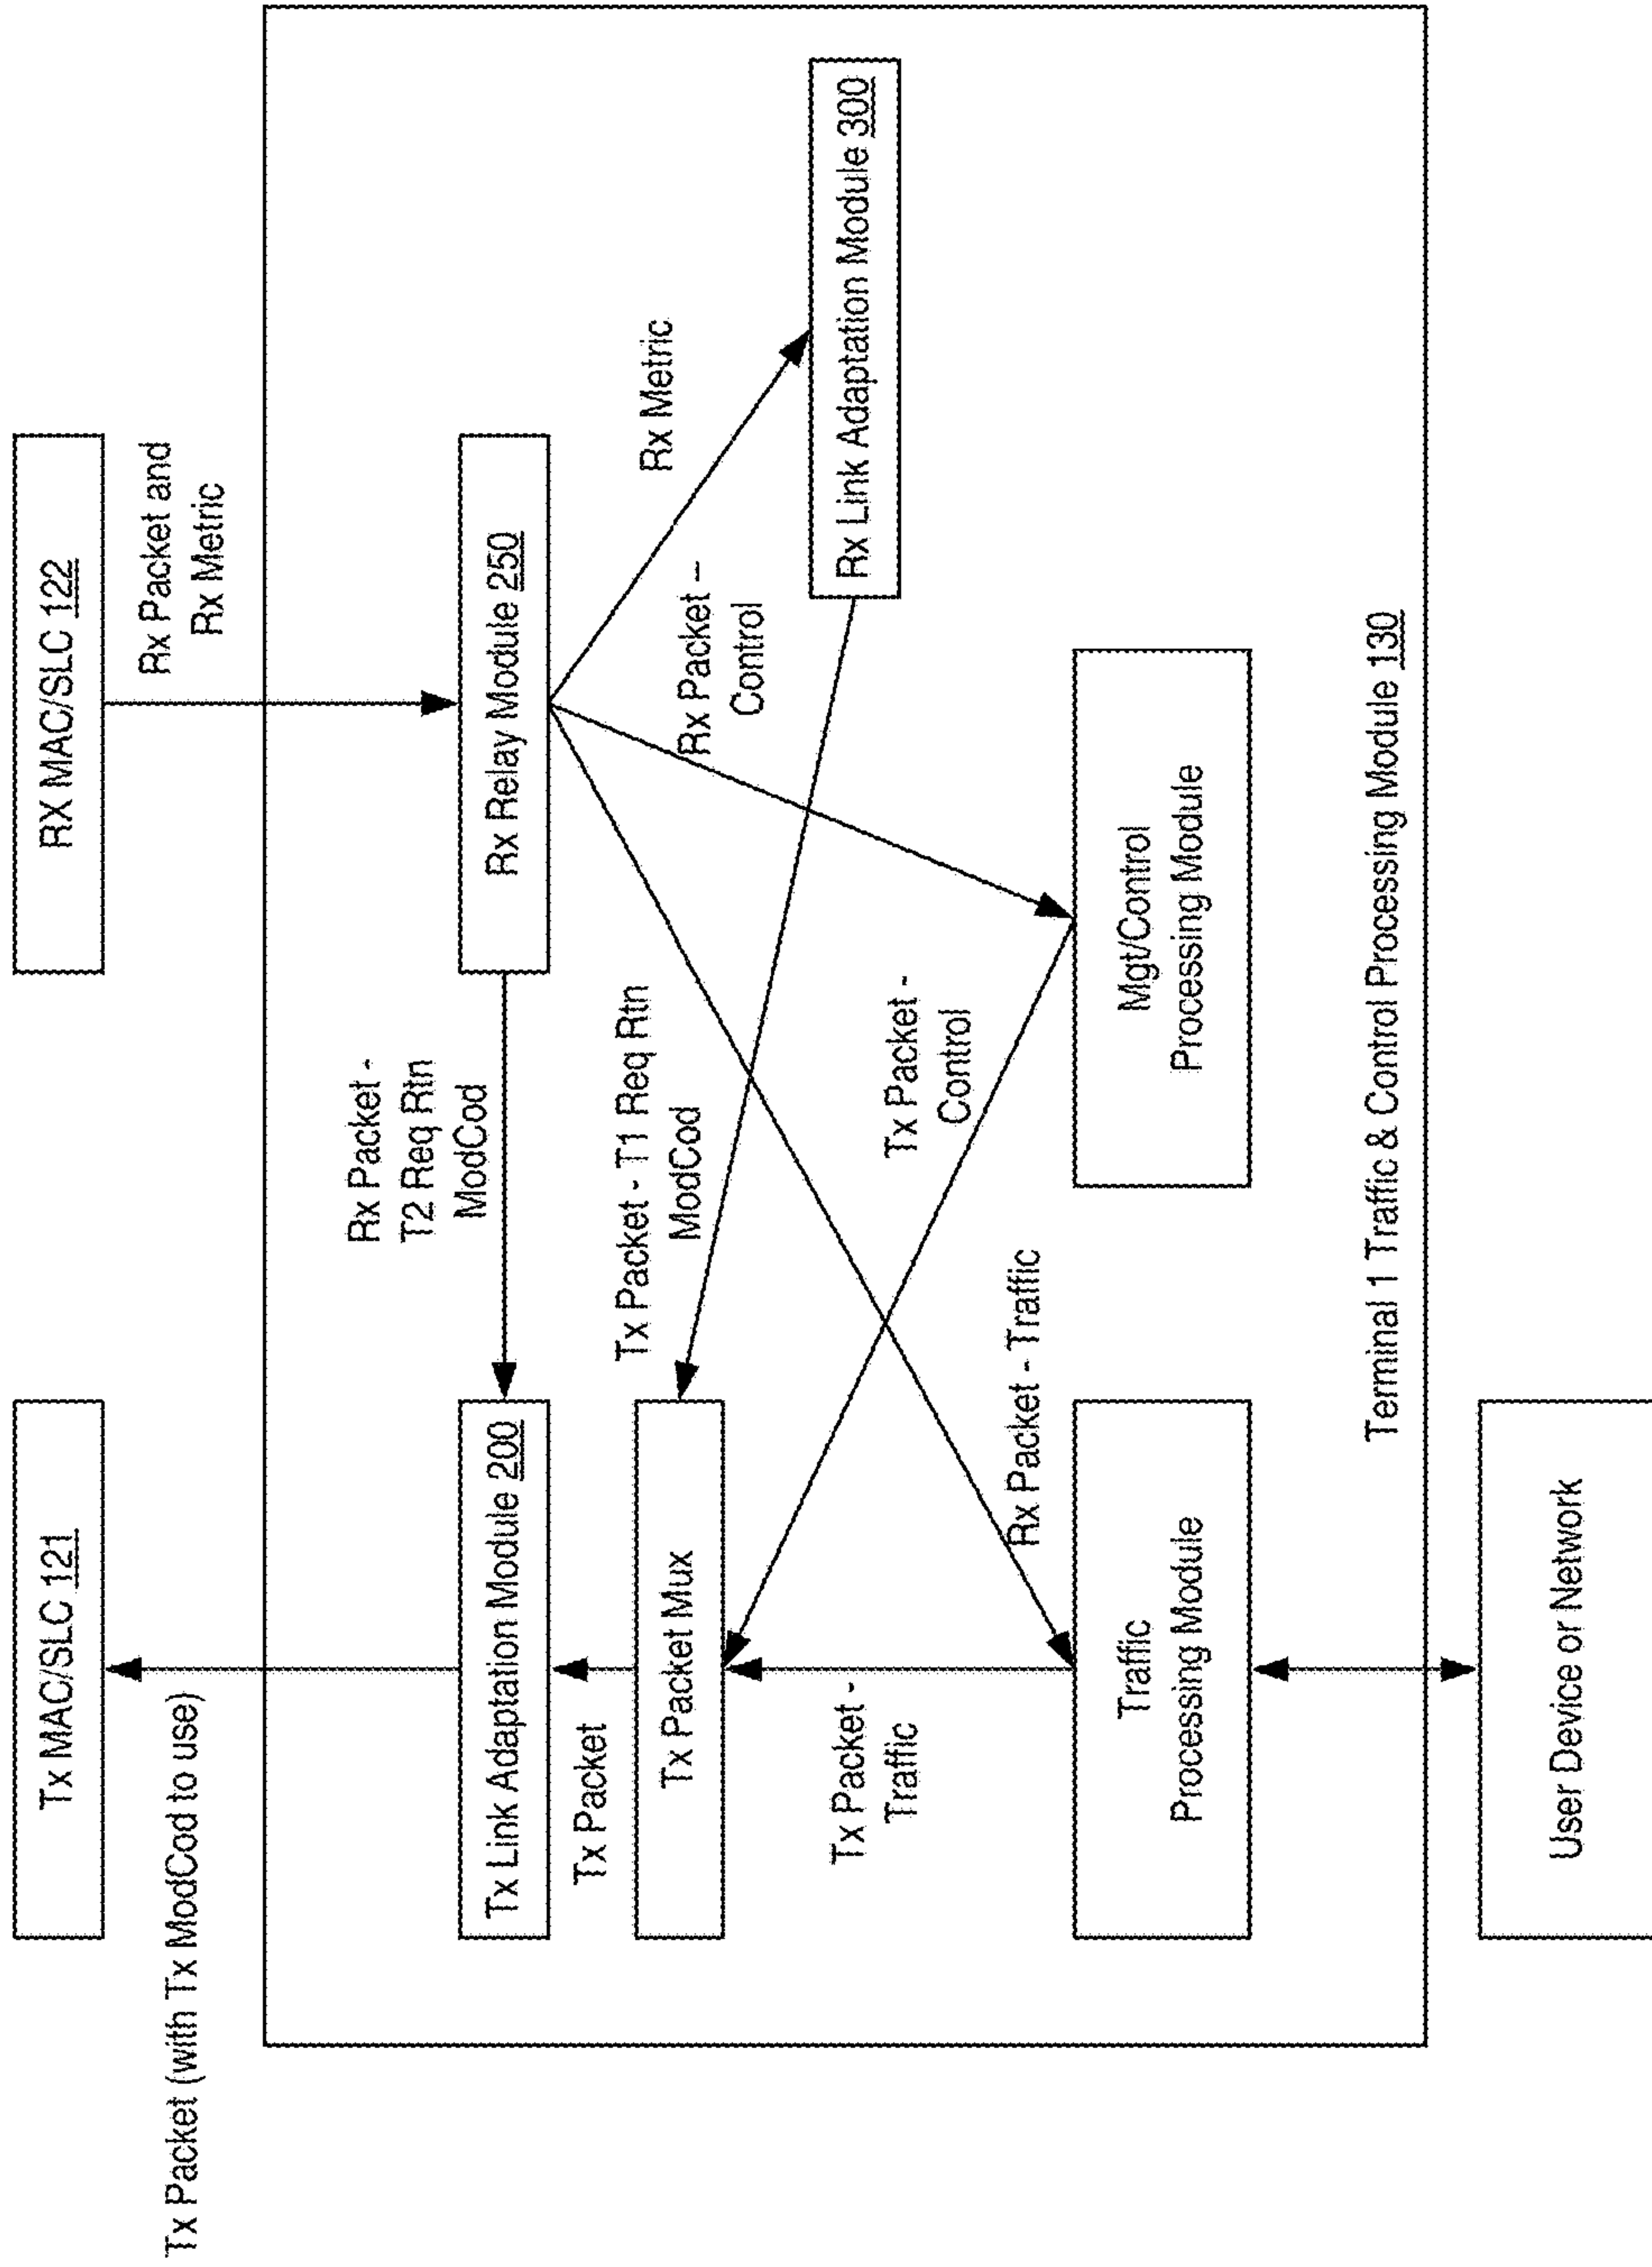 Tx MAC/SLC 121
RX MAC/SLC 122
Tx Packet (with Tx ModCod to use)
Rx Packet and
Rx Metric
Tx Link Adaptation Module 200
Rx Packet -
T2 Req Rtn
ModCod
Rx Relay Module 250
Tx Packet
Tx Packet - T1 Req Rtn
ModCod
Rx Metric
Tx Packet Mux
Rx Packet –
Control
Rx Link Adaptation Module 300
Tx Packet -
Traffic
Tx Packet -
Control
Rx Packet - Traffic
Traffic
Processing Module
Mgt/Control
Processing Module
Terminal 1 Traffic & Control Processing Module 130
User Device or Network